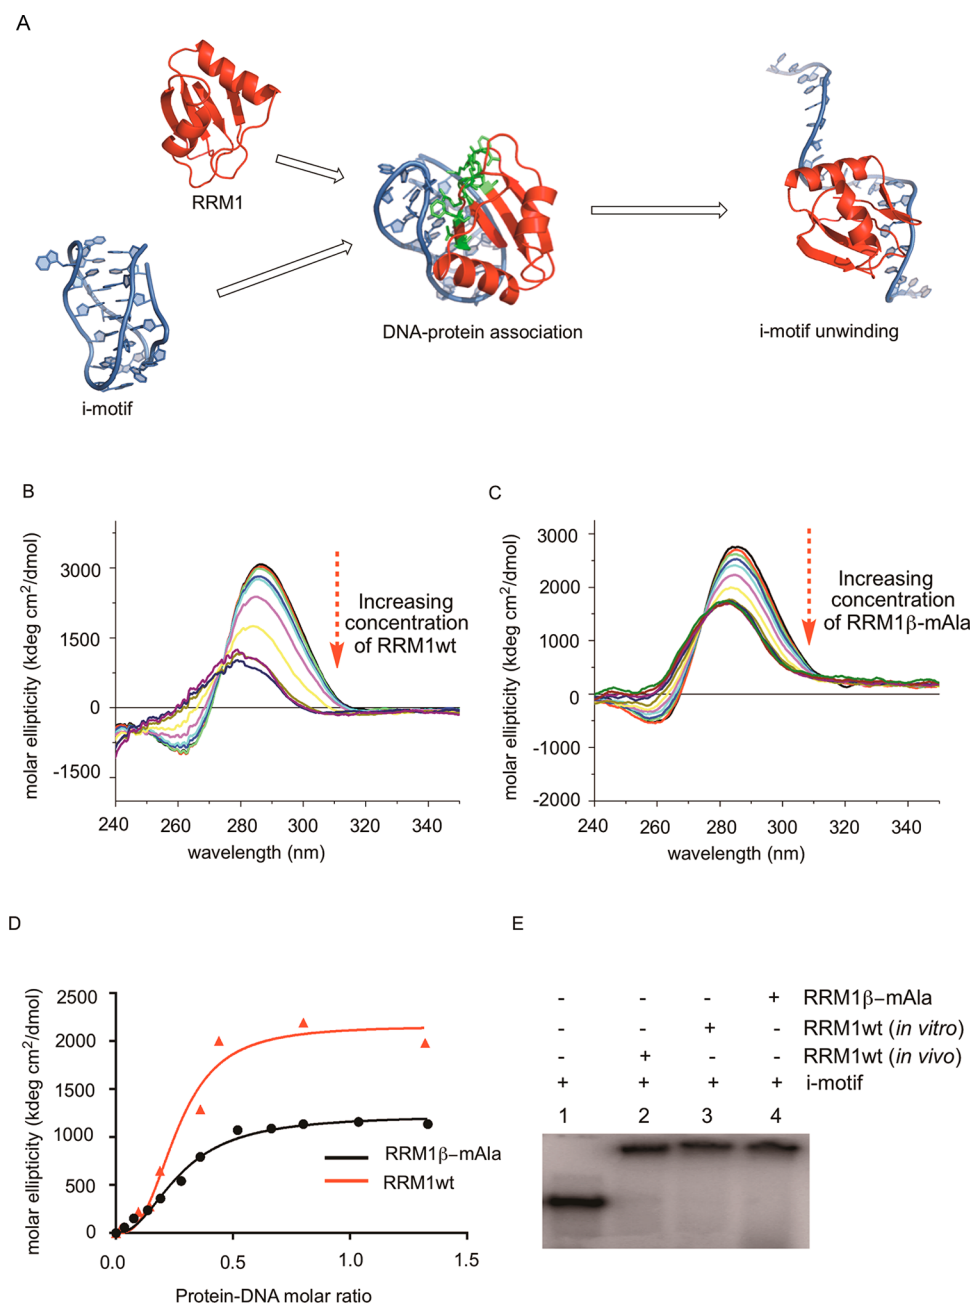 A
RRM1
i-motif
DNA-protein association
i-motif unwinding
B
molar ellipticity (kdeg cm²/dmol)
3000
1500
0
-1500
240 260 280 300 320 340
wavelength (nm)
Increasing
concentration
of RRM1wt
C
molar ellipticity (kdeg cm²/dmol)
3000
2000
1000
0
-1000
-2000
240 260 280 300 320 340
wavelength (nm)
Increasing
concentration
of RRM1β-mAla
D
molar ellipticity (kdeg cm²/dmol)
2500
2000
1500
1000
500
0
0.0 0.5 1.0 1.5
Protein-DNA molar ratio
RRM1β−mAla
RRM1wt
E
- - - + RRM1β−mAla
- - + - RRM1wt (in vitro)
- + - - RRM1wt (in vivo)
+ + + + i-motif
1 2 3 4